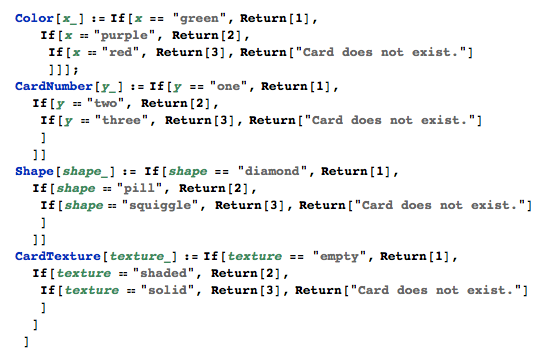 Color[x_] := If[x == "green", Return[1],
If[x == "purple", Return[2],
If[x == "red", Return[3], Return["Card does not exist."]
]]];
CardNumber[y_] := If[y == "one", Return[1],
If[y == "two", Return[2],
If[y == "three", Return[3], Return["Card does not exist."]
]
]]
Shape[shape_] := If[shape == "diamond", Return[1],
If[shape == "pill", Return[2],
If[shape == "squiggle", Return[3], Return["Card does not exist."]
]
]]
CardTexture[texture_] := If[texture == "empty", Return[1],
If[texture == "shaded", Return[2],
If[texture == "solid", Return[3], Return["Card does not exist."]
]
]
]